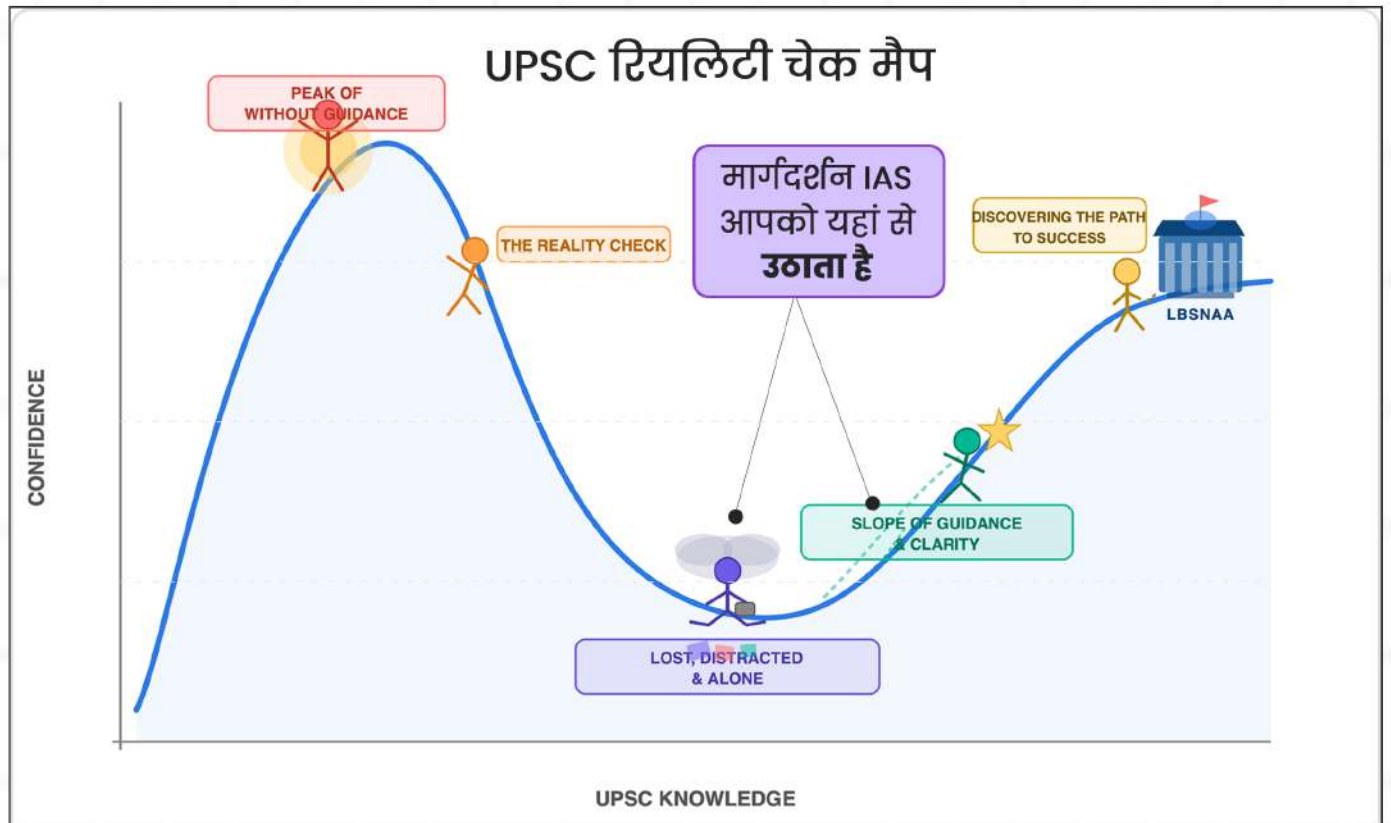 UPSC रियलिटी चेक मैप
PEAK OF
WITHOUT GUIDANCE
मार्गदर्शन IAS
आपको यहां से
उठाता है
THE REALITY CHECK
DISCOVERING THE PATH
TO SUCCESS
LBSNAA
CONFIDENCE
SLOPE OF GUIDANCE
& CLARITY
LOST, DISTRACTED
& ALONE
UPSC KNOWLEDGE